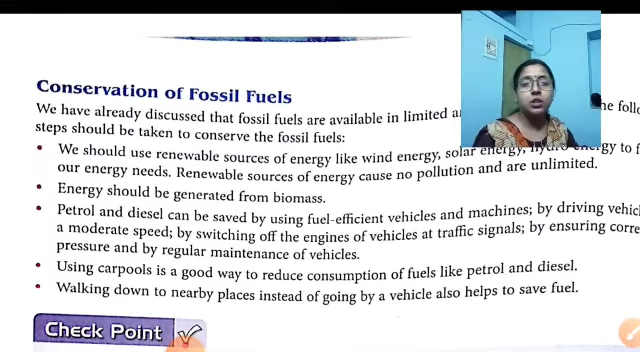 Conservation of Fossil Fuels
We have already discussed that fossil fuels are available in limited
steps should be taken to conserve the fossil fuels:
• We should use renewable sources of energy like wind energy, solar energy, hydro energy to
our energy needs. Renewable sources of energy cause no pollution and are unlimited.
• Energy should be generated from biomass.
• Petrol and diesel can be saved by using fuel-efficient vehicles and machines; by driving
a moderate speed; by switching off the engines of vehicles at traffic signals; by ensuring
pressure and by regular maintenance of vehicles.
• Using carpools is a good way to reduce consumption of fuels like petrol and diesel.
• Walking down to nearby places instead of going by a vehicle also helps to save fuel.
Check Point